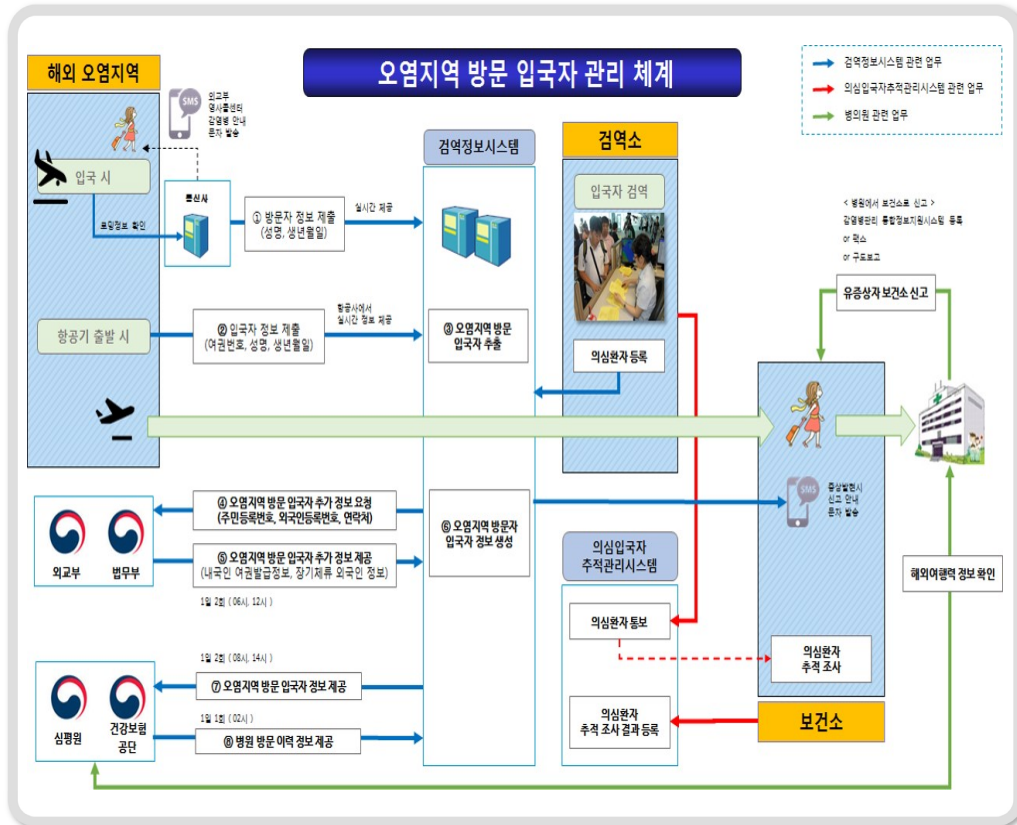 오염지역 방문 입국자 관리 체계
검역정보시스템 관련 업무
의심입국자추적관리시스템 관련 업무
병의원 관련 업무
해외 오염지역
SMS
외교부
영사콜센터
감염병 안내
문자 발송
입국 시
로밍정보 확인
통신사
① 방문자 정보 제출
(성명, 생년월일)
실시간 제공
검역정보시스템
검역소
입국자 검역
< 병원에서 보건소로 신고 >
감염병관리 통합정보지원시스템 등록
or 팩스
or 구도보고
유증상자 보건소 신고
항공기 출발 시
② 입국자 정보 제출
(여권번호, 성명, 생년월일)
항공사에서
실시간 정보 제공
③ 오염지역 방문
입국자 추출
의심환자 등록
④ 오염지역 방문 입국자 추가 정보 요청
(주민등록번호, 외국인등록번호, 연락처)
⑤ 오염지역 방문 입국자 추가 정보 제공
(내국인 여권발급정보, 장기체류 외국인 정보)
1일 2회 ( 06시, 12시 )
외교부
법무부
⑥ 오염지역 방문자
입국자 정보 생성
SMS
증상발현시
신고 안내
문자 발송
의심입국자
추적관리시스템
해외여행력 정보 확인
의심환자 통보
의심환자
추적 조사
1일 2회 ( 08시, 14시 )
⑦ 오염지역 방문 입국자 정보 제공
1일 1회 ( 02시 )
⑧ 병원 방문 이력 정보 제공
심평원
건강보험
공단
의심환자
추적 조사 결과 등록
보건소